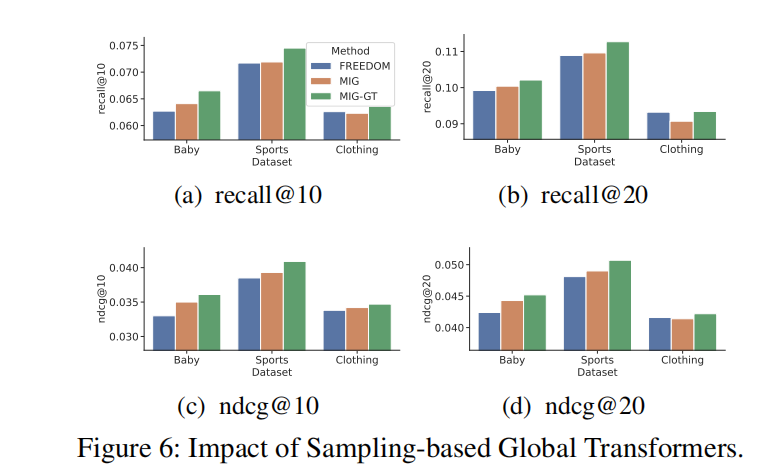 0.075
0.070
0.065
0.060
recall@10
Method
FREEDOM
MIG
MIG-GT
Baby Sports Clothing
Dataset
(a) recall@10
0.11
0.10
0.09
recall@20
Baby Sports Clothing
Dataset
(b) recall@20
0.040
0.035
0.030
ndcg@10
Baby Sports Clothing
Dataset
(c) ndcg@10
0.050
0.045
0.040
ndcg@20
Baby Sports Clothing
Dataset
(d) ndcg@20
Figure 6: Impact of Sampling-based Global Transformers.